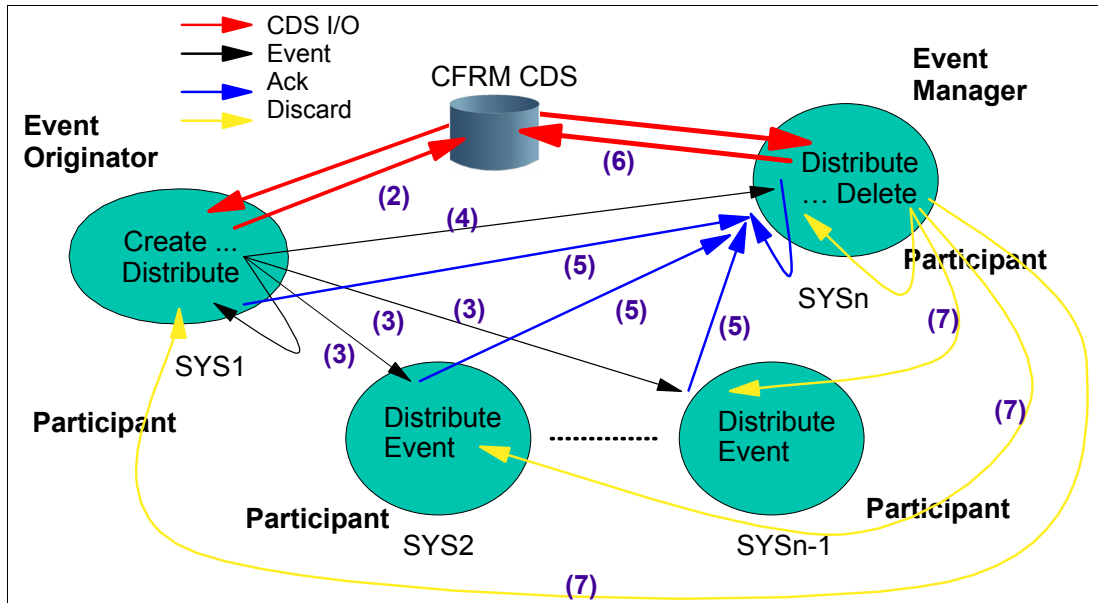 CDS I/O
Event
Ack
Discard
CFRM CDS
Event
Manager
Event
Originator
(2)
(6)
Distribute
... Delete
(4)
Create ...
Distribute
(5)
Participant
SYSn
(3)
(3)
(5)
(5)
(7)
(3)
SYS1
Participant
Distribute
Event
Distribute
Event
(7)
Participant
Participant
SYS2
SYSn-1
(7)